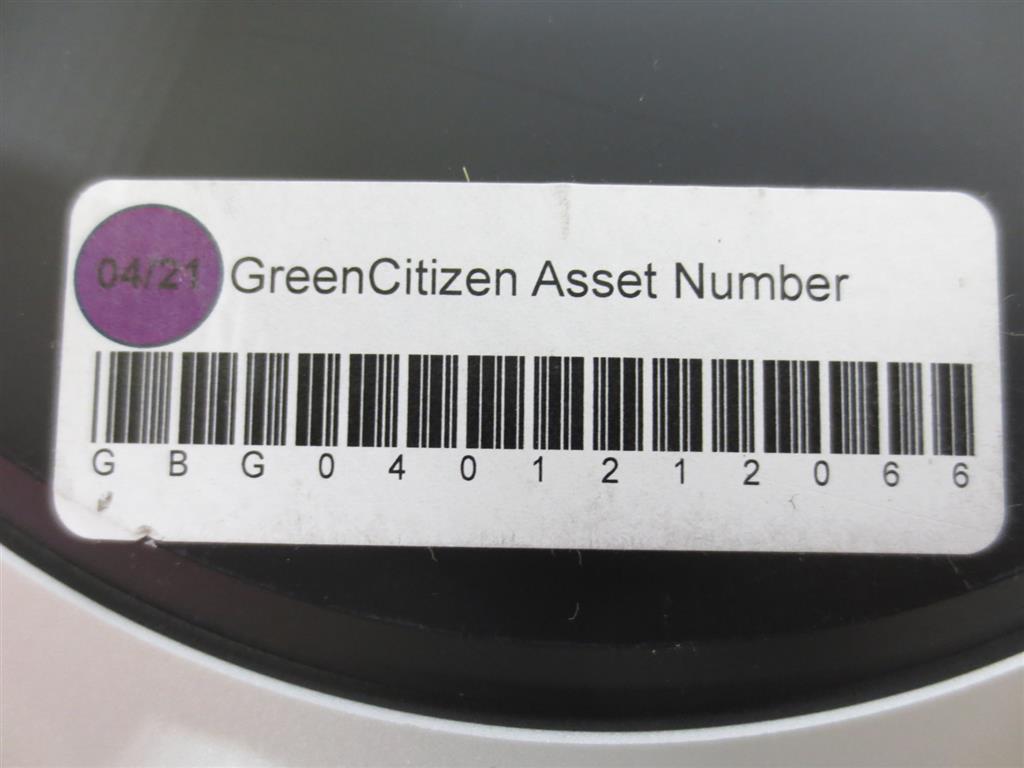 04/21 GreenCitizen Asset Number
G B G 0 4 0 1 2 1 2 0 6 6